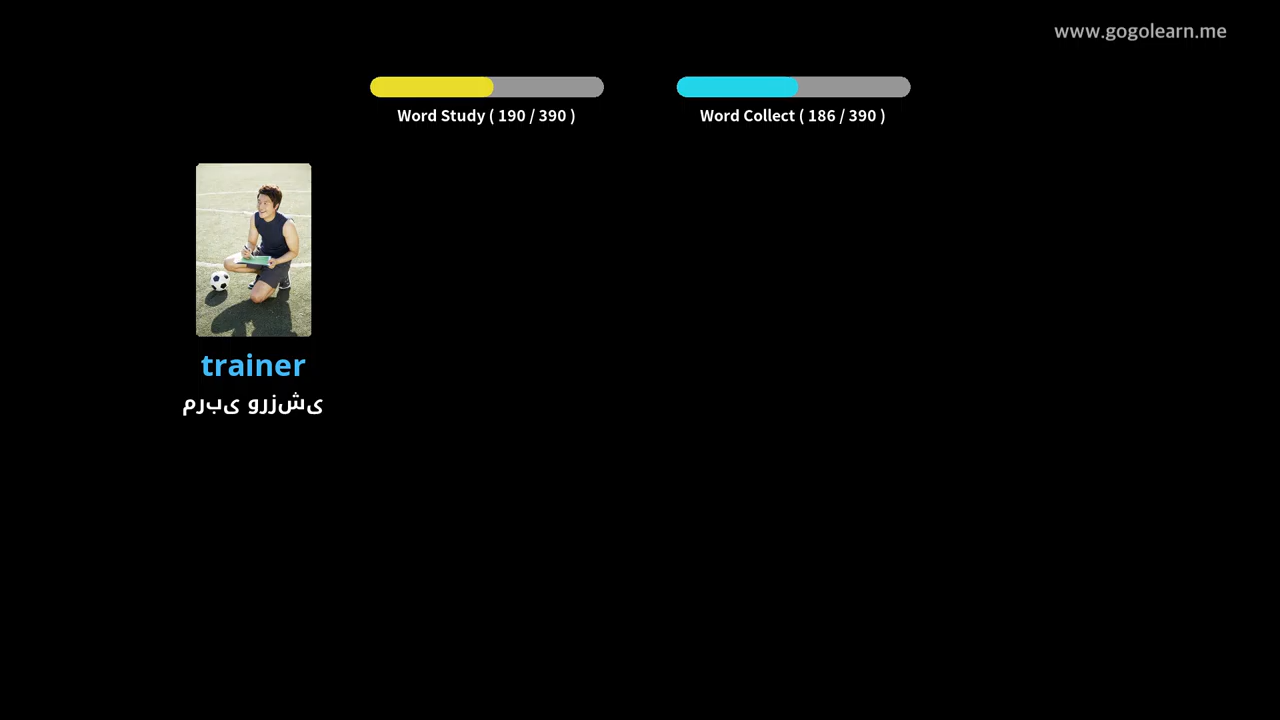 www.gogolearn.me
Word Study ( 190 / 390 )
Word Collect ( 186 / 390 )
trainer
مربی ورزشی